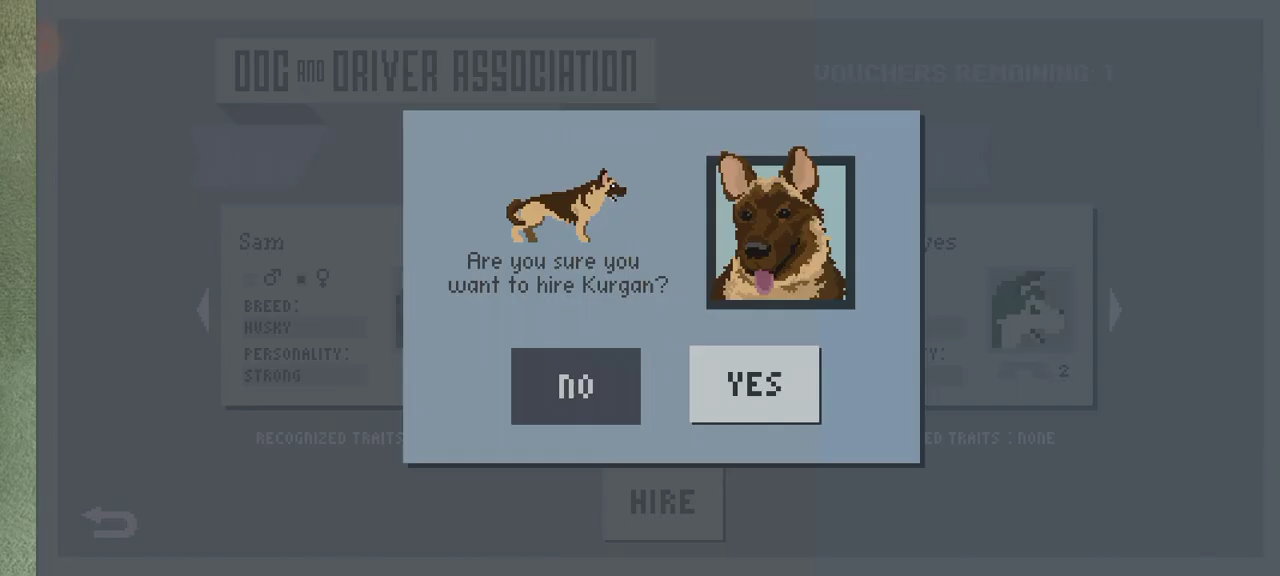 DOG AND DRIVER ASSOCIATION
VOUCHERS REMAINING: 1
Sam
♂ ♀
BREED:
HUSKY
PERSONALITY:
STRONG
RECOGNIZED TRAITS
Are you sure you
want to hire Kurgan?
NO
YES
2
TRAITS : NONE
HIRE